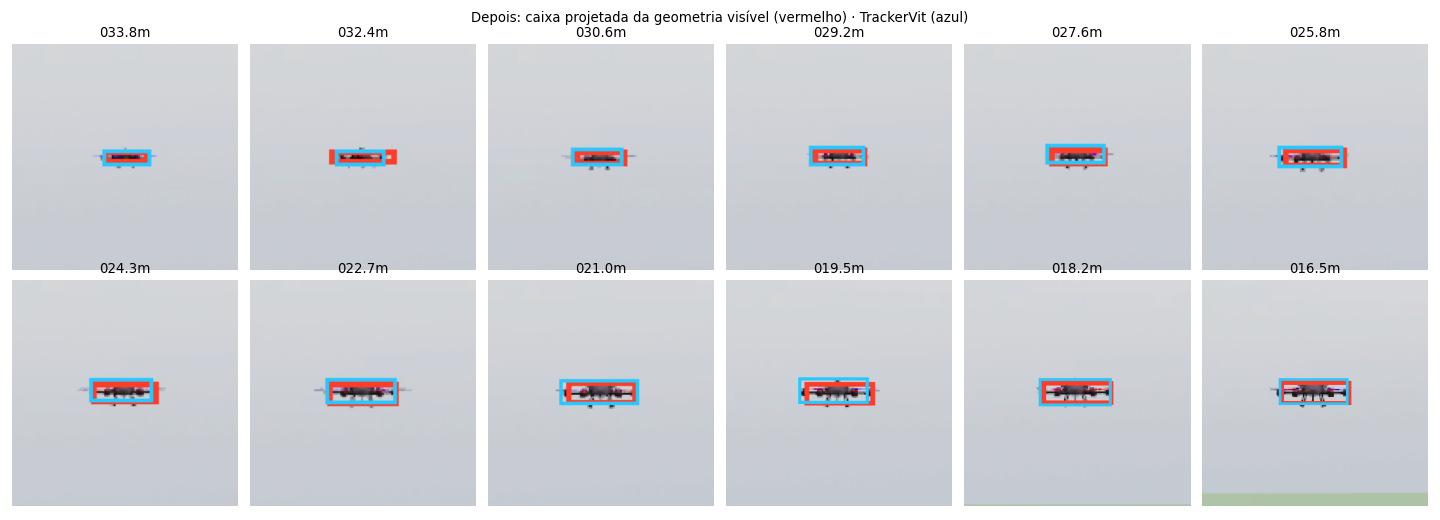 Depois: caixa projetada da geometria visível (vermelho) · TrackerVit (azul)
033.8m 032.4m 030.6m 029.2m 027.6m 025.8m
024.3m 022.7m 021.0m 019.5m 018.2m 016.5m